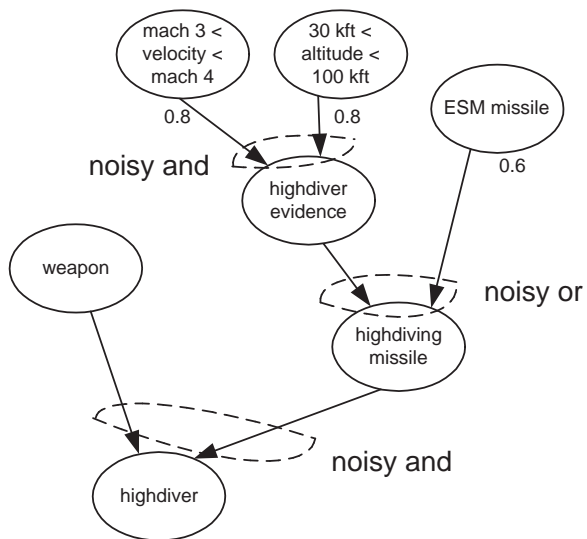 mach 3 <
velocity <
mach 4
30 kft <
altitude <
100 kft
ESM missile
0.8
0.8
0.6
noisy and
highdiver
evidence
weapon
noisy or
highdiving
missile
noisy and
highdiver